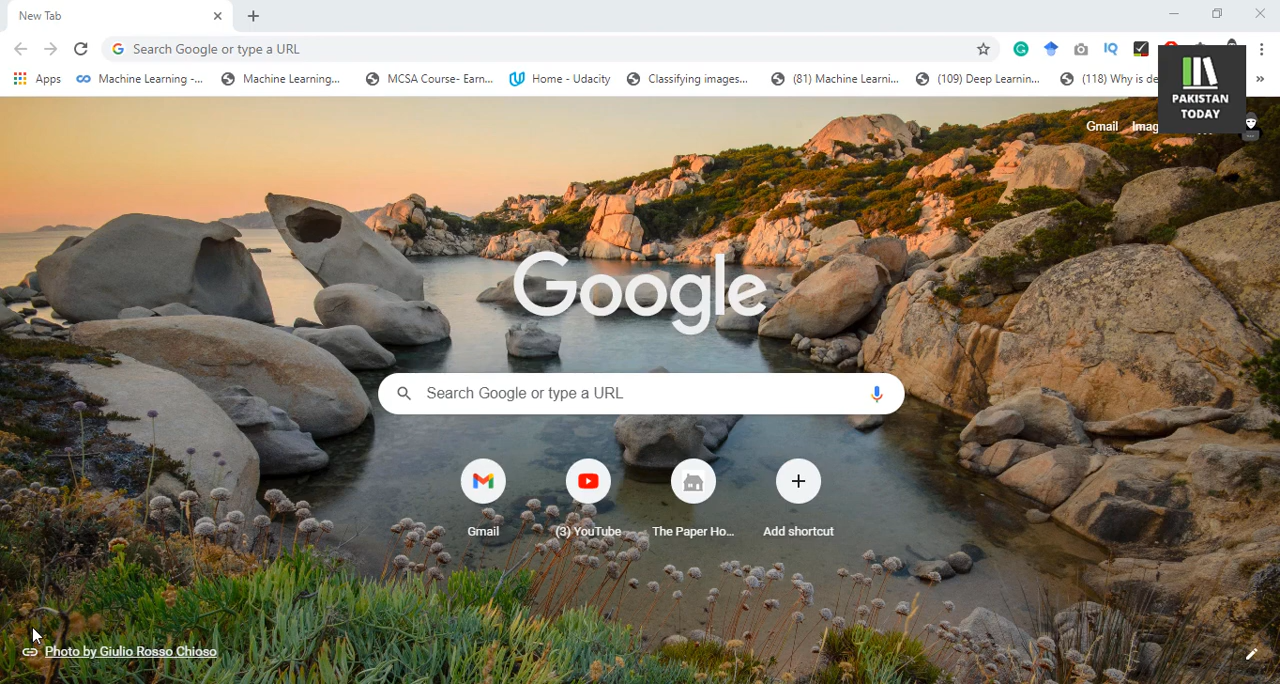 New Tab
Search Google or type a URL
IQ
Apps
Machine Learning -...
Machine Learning...
MCSA Course- Earn...
Home - Udacity
Classifying images...
(81) Machine Learni...
(109) Deep Learnin...
(118) Why is de
»
PAKISTAN
TODAY
Gmail
Imag
Google
Search Google or type a URL
Gmail
(3) YouTube
The Paper Ho...
Add shortcut
Photo by Giulio Rosso Chioso